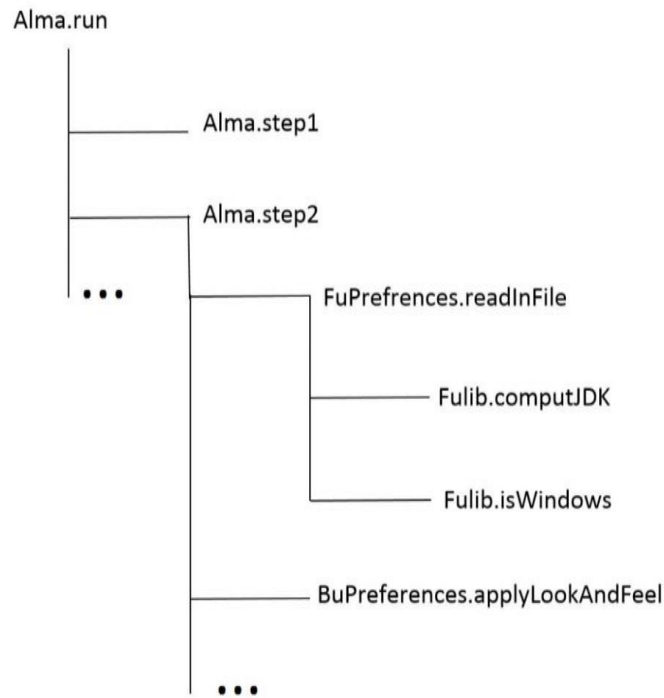 Alma.run
Alma.step1
Alma.step2
...
FuPrefrences.readInFile
Fulib.computJDK
Fulib.isWindows
BuPreferences.applyLookAndFeel
...